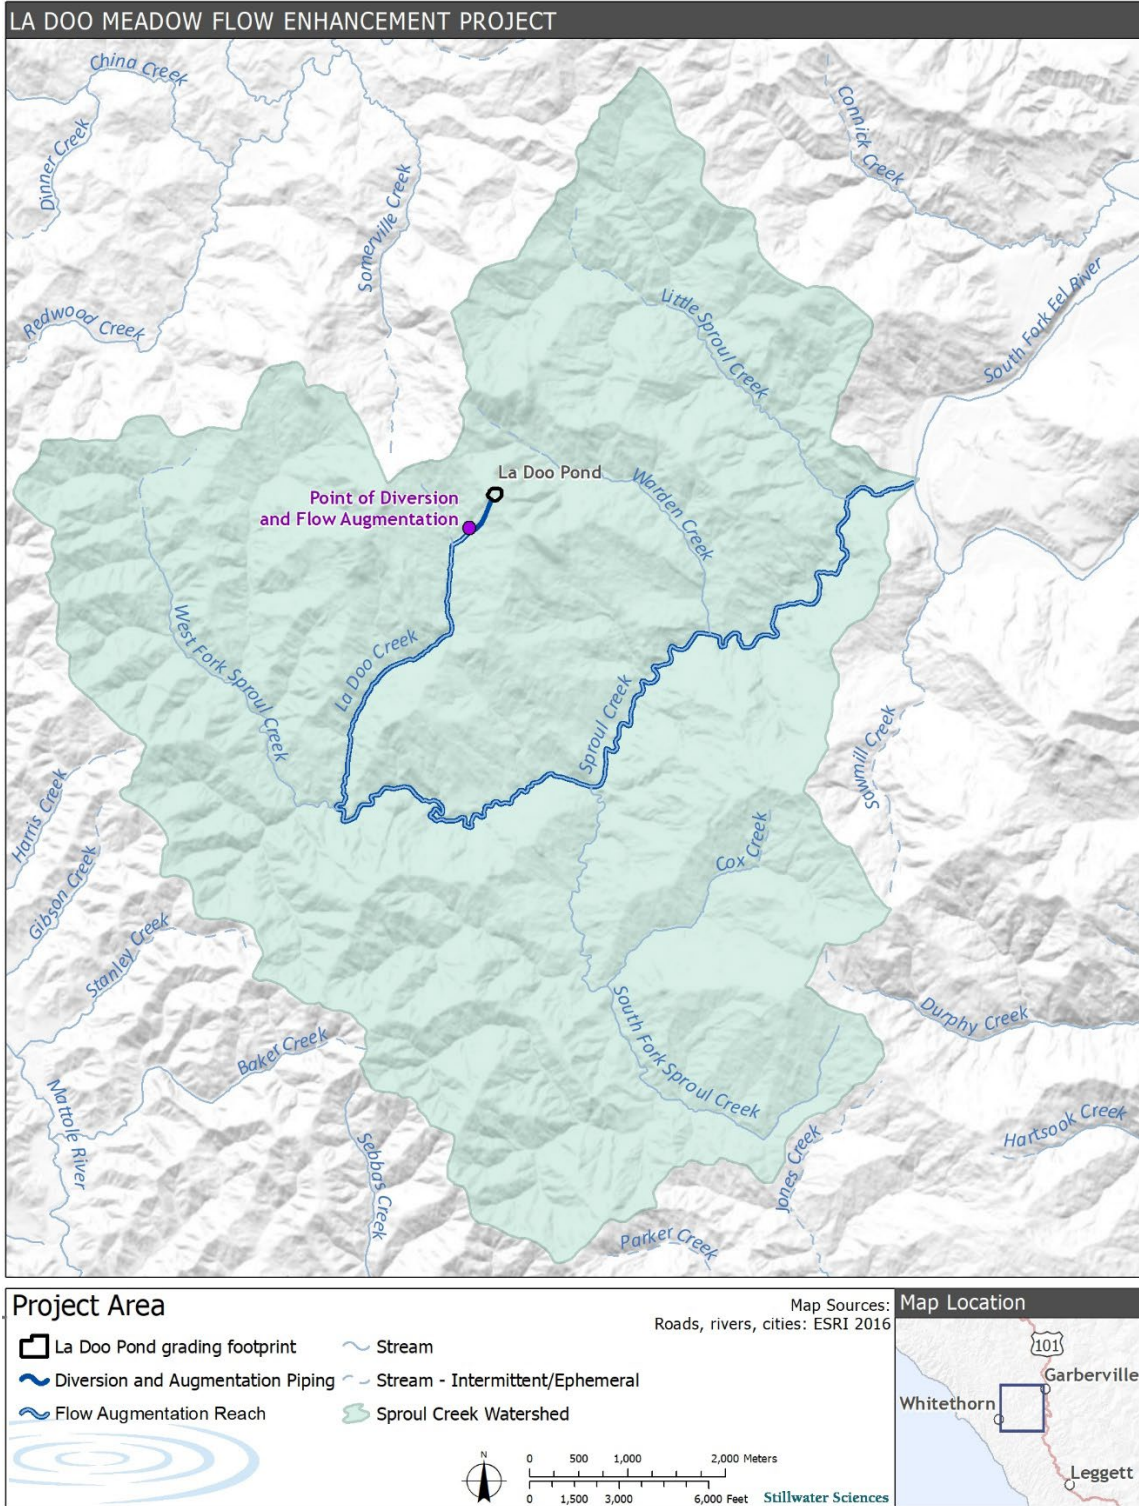 LA DOO MEADOW FLOW ENHANCEMENT PROJECT
China Creek
Dinner Creek
Somerville Creek
Connick Creek
Redwood Creek
Little Sproul Creek
South Fork Eel River
La Doo Pond
Point of Diversion
and Flow Augmentation
Warden Creek
West Fork Sproul Creek
La Doo Creek
Sproul Creek
Sawmill Creek
Harris Creek
Gibson Creek
Cox Creek
Stanley Creek
South Fork Sproul Creek
Durphy Creek
Baker Creek
Mattole River
Sebbas Creek
Jones Creek
Hartsook Creek
Parker Creek
Project Area
La Doo Pond grading footprint
Diversion and Augmentation Piping
Flow Augmentation Reach
Stream
Stream - Intermittent/Ephemeral
Sproul Creek Watershed
Map Sources:
Roads, rivers, cities: ESRI 2016
N
0 500 1,000 2,000 Meters
0 1,500 3,000 6,000 Feet
Stillwater Sciences
Map Location
101
Garberville
Whitethorn
Leggett